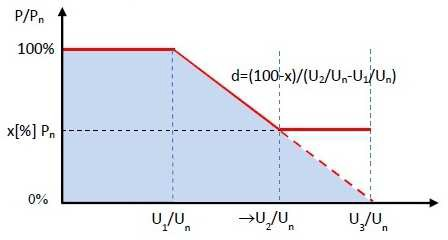 P/Pₙ
100%
d=(100-x)/(U₂/Uₙ-U₁/Uₙ)
x[%] Pₙ
0%
U₁/Uₙ →U₂/Uₙ U₃/Uₙ